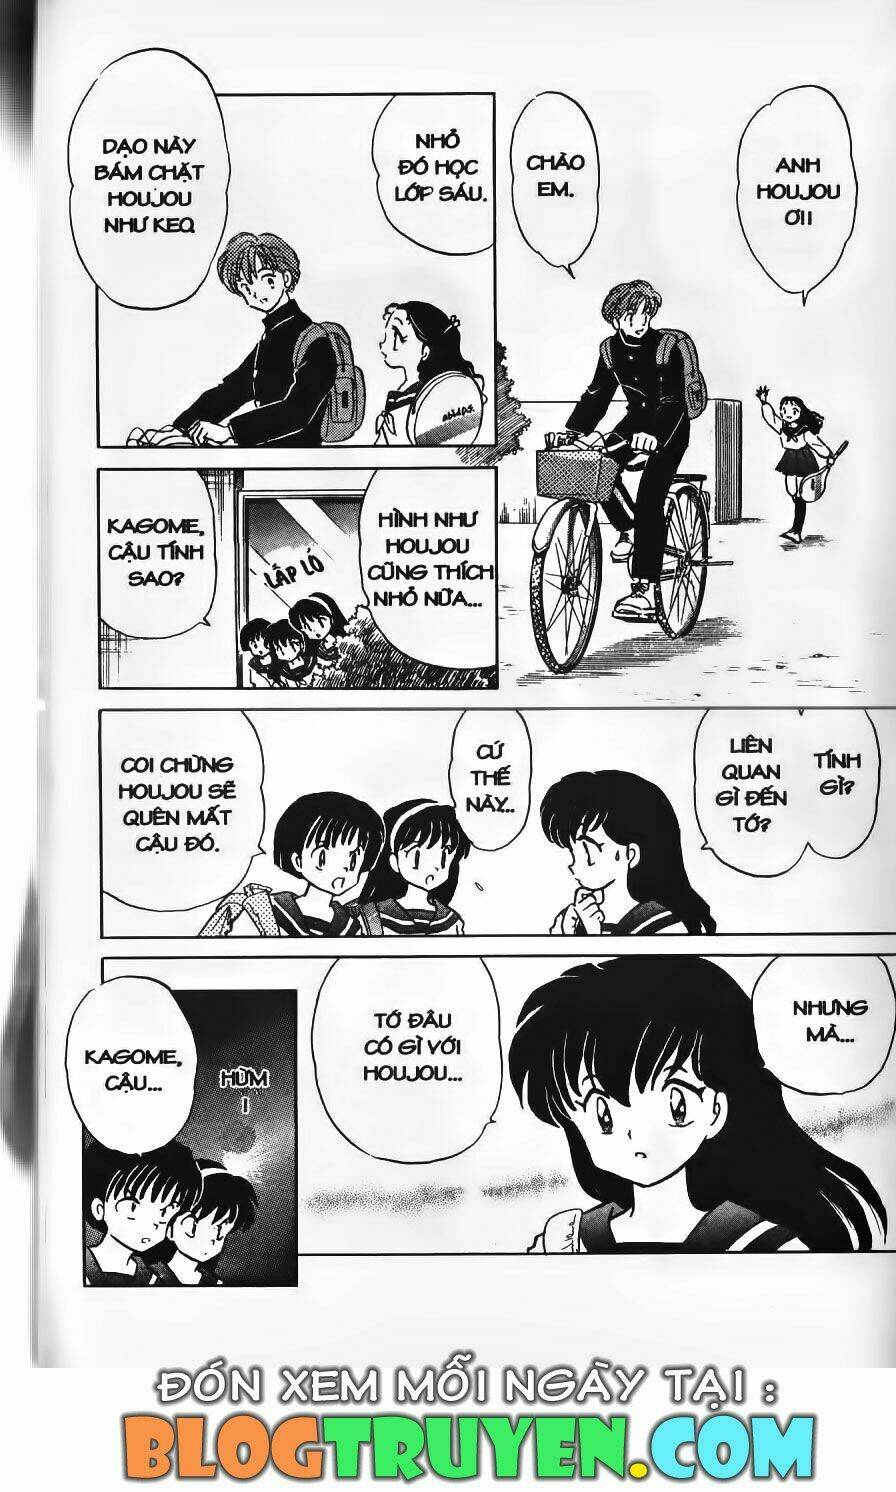 ANH
HOUJOU
ƠI!
CHÀO
EM.
NHỎ
ĐÓ HỌC
LỚP SÁU.
DẠO NÀY
BÁM CHẶT
HOUJOU
NHƯ KEO.
HÌNH NHƯ
HOUJOU
CŨNG THÍCH
NHỎ NỮA...
LẤP LÓ
KAGOME,
CẬU TÍNH
SAO?
TÍNH
GÌ?
LIÊN
QUAN
GÌ ĐẾN
TỚ?
CỨ
THẾ
NÀY...
COI CHỪNG
HOUJOU SẼ
QUÊN MẤT
CẬU ĐÓ.
NHƯNG
MÀ...
TỚ ĐÂU
CÓ GÌ VỚI
HOUJOU...
HỪM
!
KAGOME,
CẬU...
ĐÓN XEM MỖI NGÀY TẠI :
BLOGTRUYEN.COM